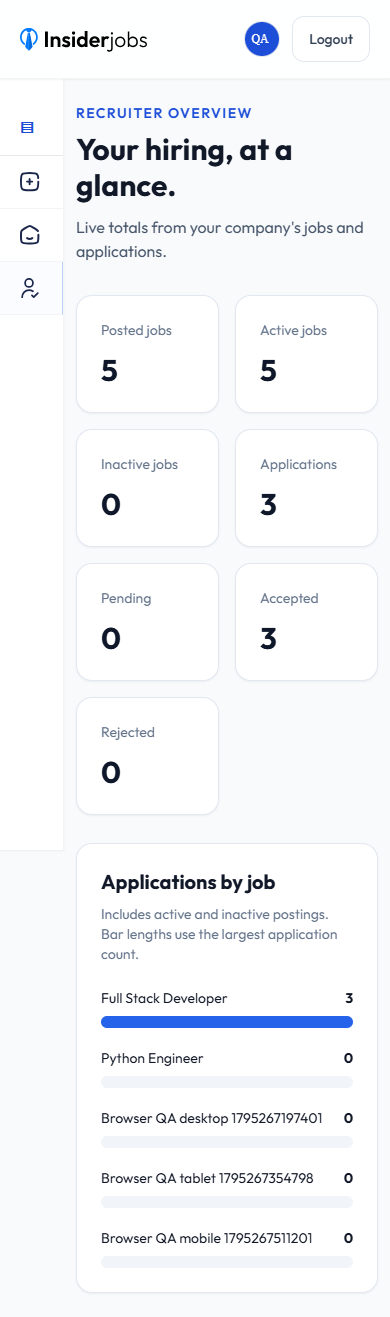 Insiderjobs
QA
Logout
RECRUITER OVERVIEW
Your hiring, at a
glance.
Live totals from your company's jobs and
applications.
Posted jobs
5
Active jobs
5
Inactive jobs
0
Applications
3
Pending
0
Accepted
3
Rejected
0
Applications by job
Includes active and inactive postings.
Bar lengths use the largest application
count.
Full Stack Developer 3
Python Engineer 0
Browser QA desktop 1795267197401 0
Browser QA tablet 1795267354798 0
Browser QA mobile 1795267511201 0